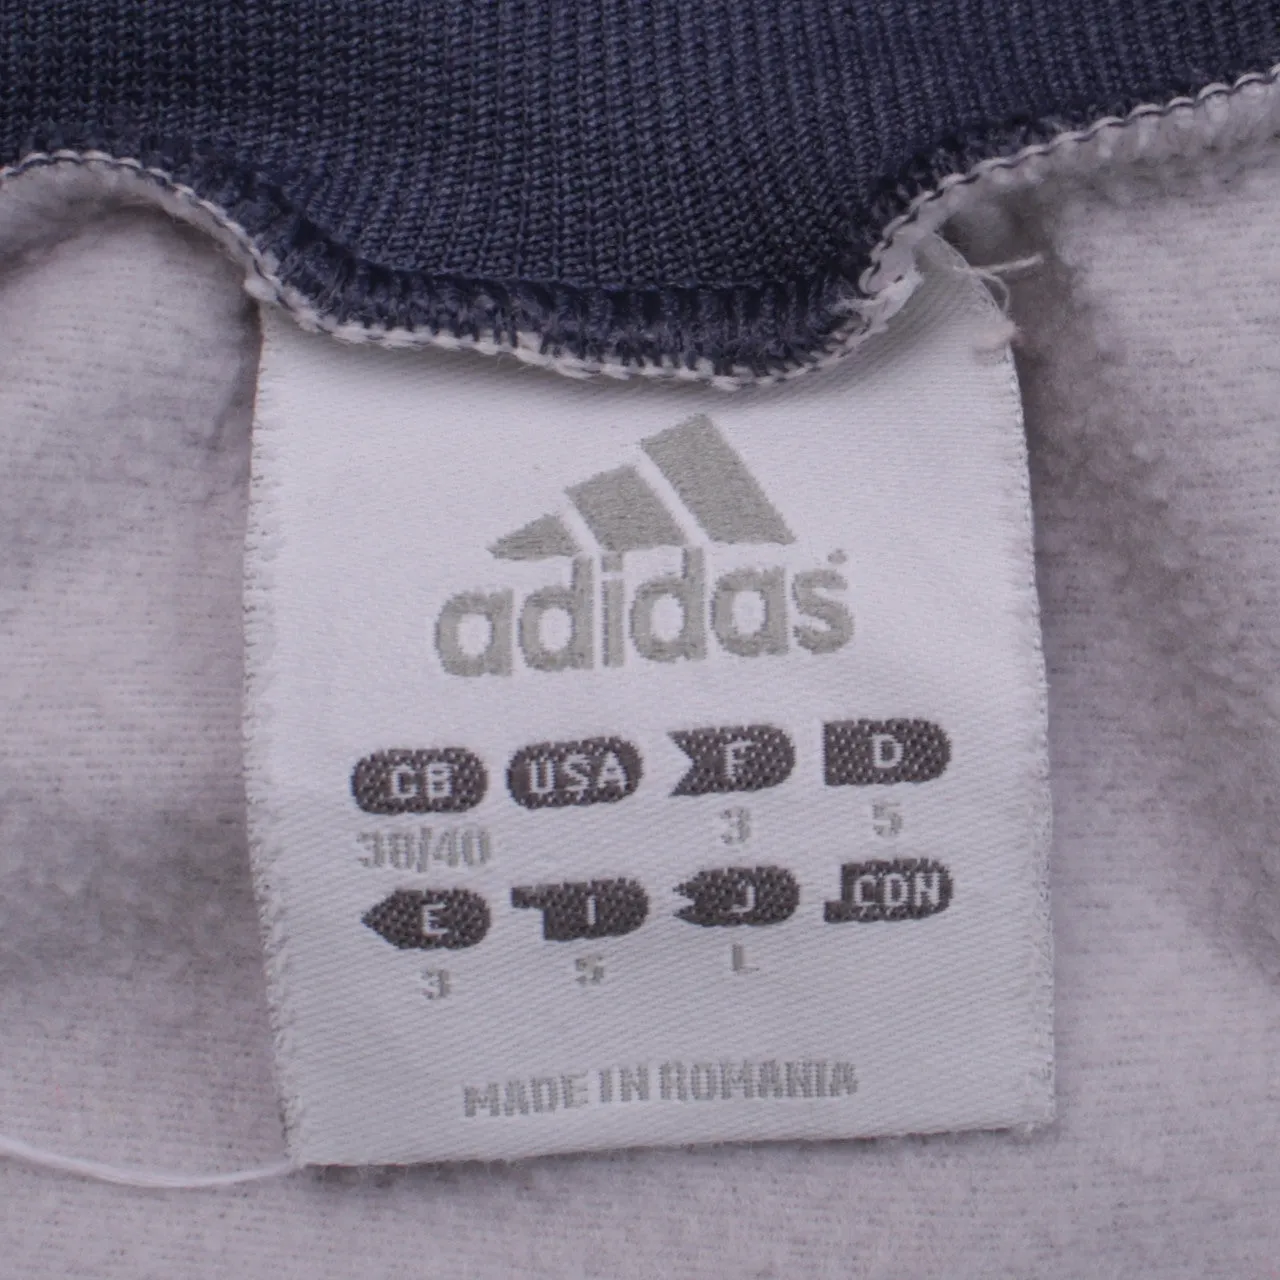 adidas
GB USA F D
38/40 3 5
E I J CDN
3 5 L
MADE IN ROMANIA